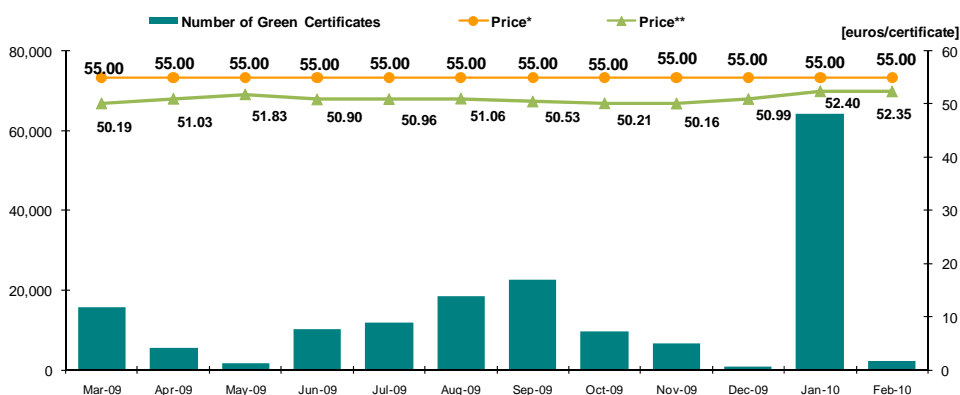 Number of Green Certificates Price* Price**
[euros/certificate]
80,000 60
55.00 55.00 55.00 55.00 55.00 55.00 55.00 55.00 55.00 55.00 55.00 55.00
50.19 51.03 51.83 50.90 50.96 51.06 50.53 50.21 50.16 50.99 52.40 52.35
60,000 50
40
40,000 30
20,000 20
10
0 0
Mar-09 Apr-09 May-09 Jun-09 Jul-09 Aug-09 Sep-09 Oct-09 Nov-09 Dec-09 Jan-10 Feb-10